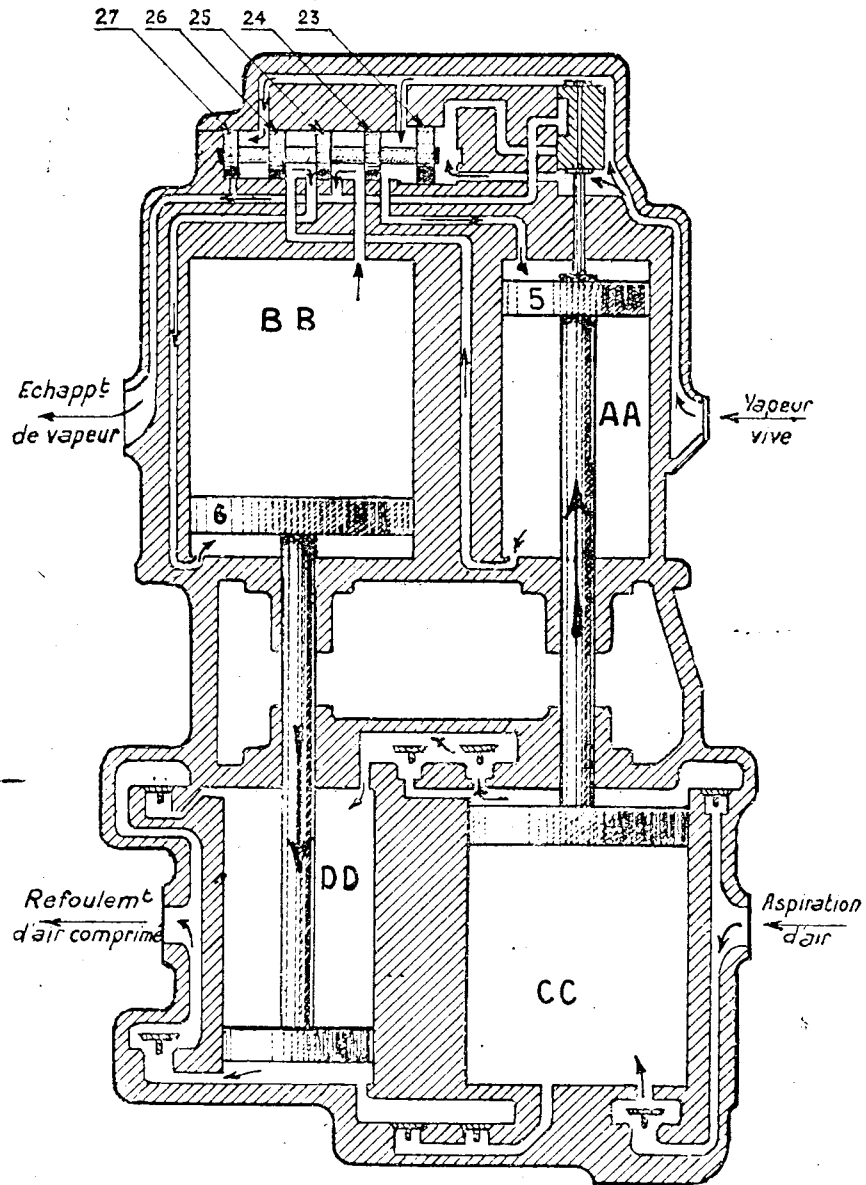 27 26 25 24 23
B B
5
AA
Echappt
de vapeur
Vapeur
vive
6
DD
Refoulemt
d'air comprimé
Aspiration
d'air
CC